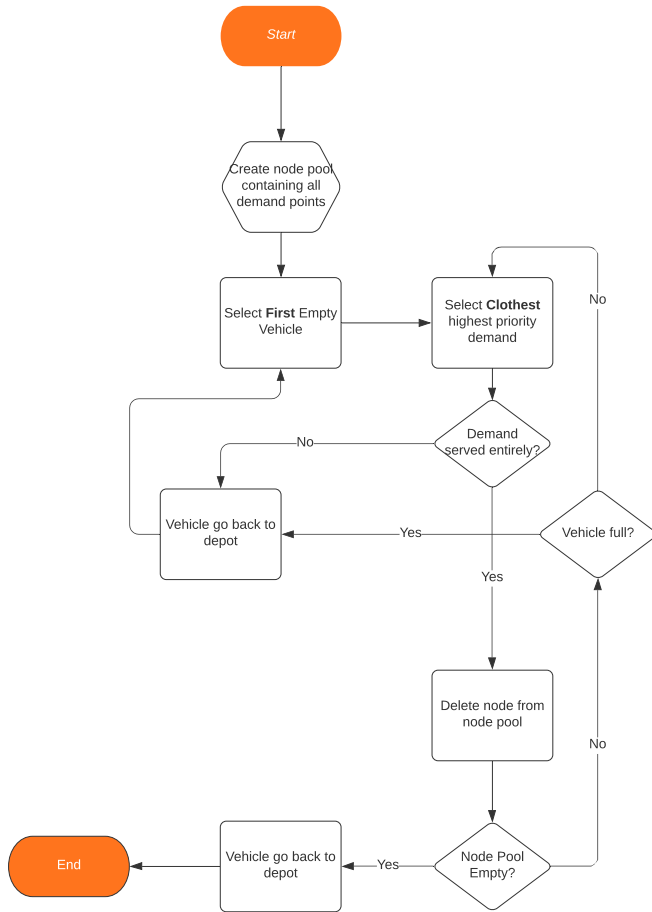 Start
Create node pool
containing all
demand points
Select First Empty
Vehicle
Select Clothest
highest priority
demand
No
Demand
served entirely?
No
Vehicle go back to
depot
Yes
Vehicle full?
Yes
Delete node from
node pool
No
End
Vehicle go back to
depot
Yes
Node Pool
Empty?